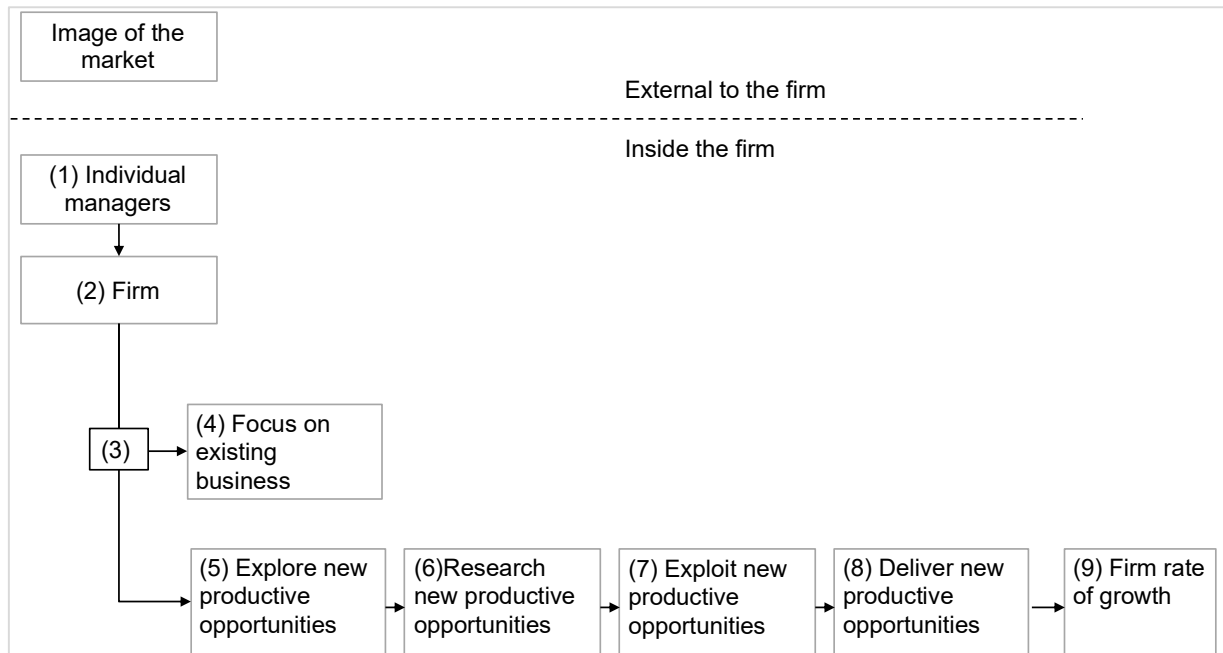 Image of the
market
External to the firm
Inside the firm
(1) Individual
managers
(2) Firm
(3)
(4) Focus on
existing
business
(5) Explore new
productive
opportunities
(6)Research
new productive
opportunities
(7) Exploit new
productive
opportunities
(8) Deliver new
productive
opportunities
(9) Firm rate
of growth